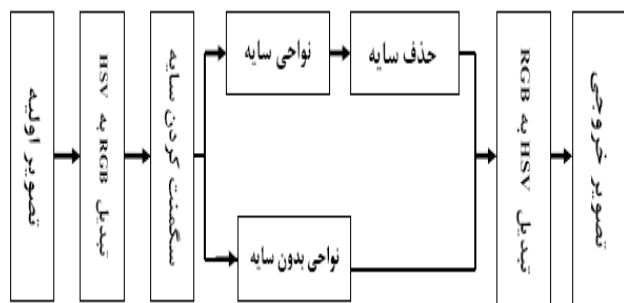 تصویر اولیه
تبدیل RGB به HSV
سگمنت کردن سایه
نواحی سایه
حذف سایه
نواحی بدون سایه
تبدیل HSV به RGB
تصویر خروجی